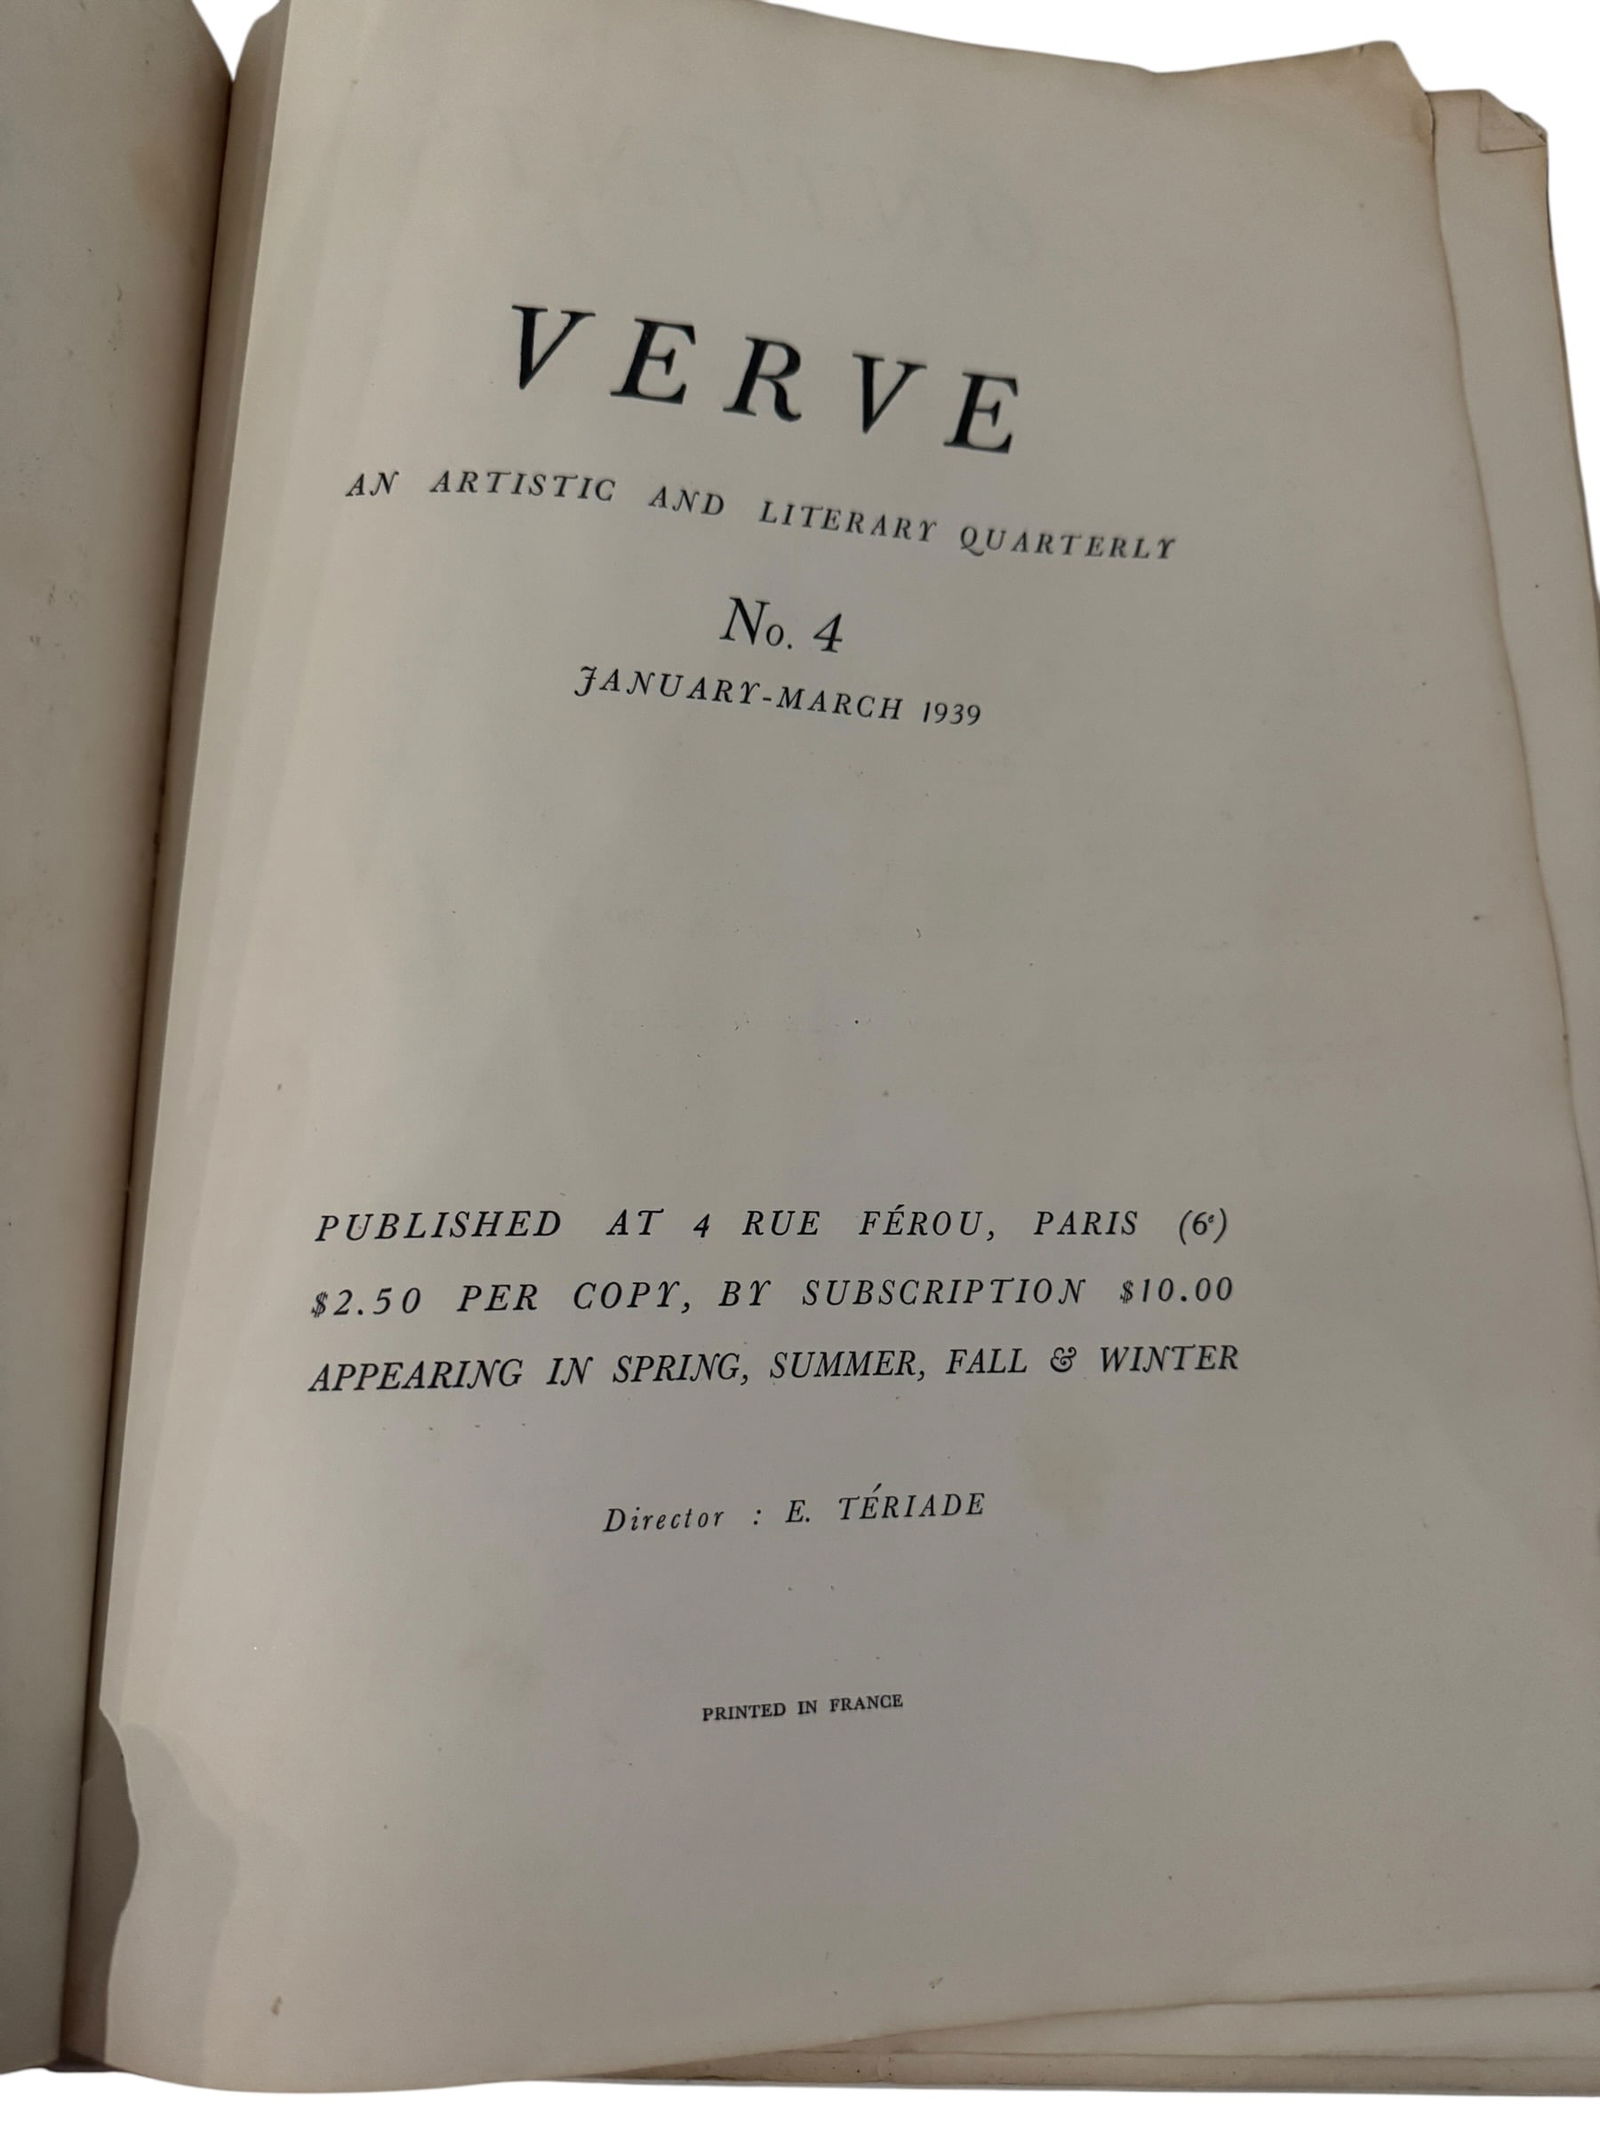 VERVE
AN ARTISTIC AND LITERARY QUARTERLY
No. 4
JANUARY-MARCH 1939
PUBLISHED AT 4 RUE FÉROU, PARIS (6ᵉ)
$2.50 PER COPY, BY SUBSCRIPTION $10.00
APPEARING IN SPRING, SUMMER, FALL & WINTER
Director : E. TÉRIADE
PRINTED IN FRANCE